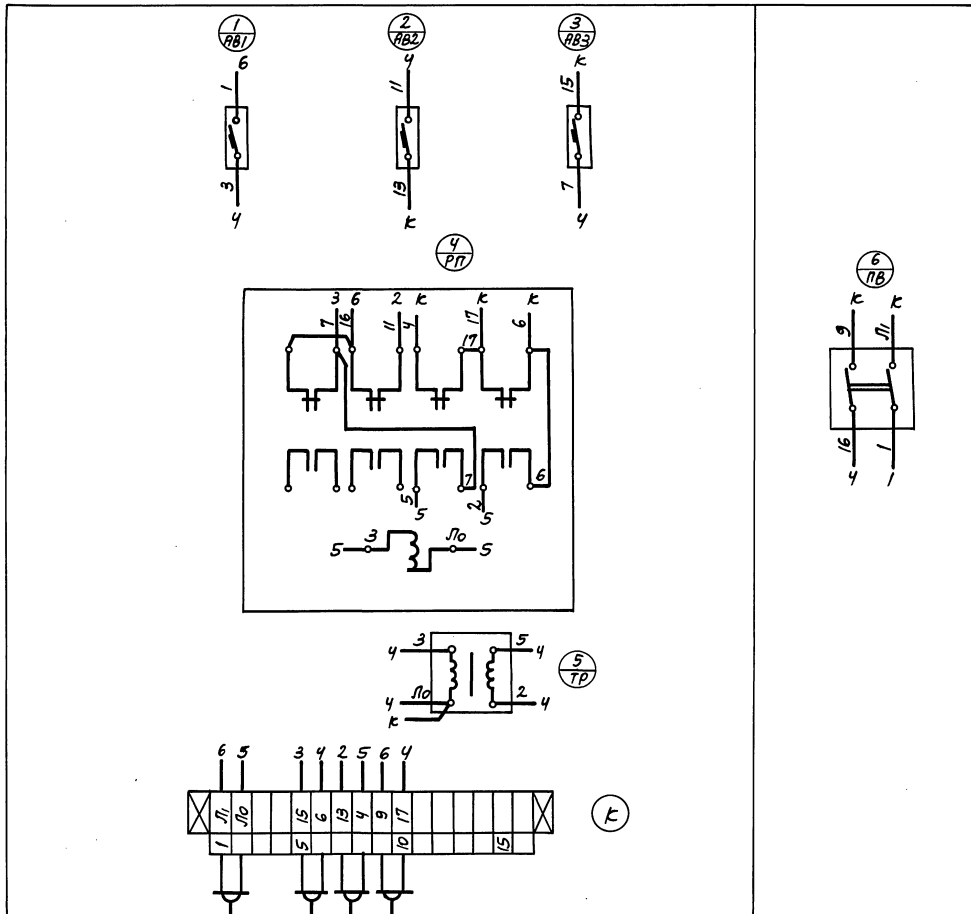 1
АВ1
2
АВ2
3
АВ3
6
1
3
4
4
11
13
К
К
15
7
4
4
РП
3 6 2 К К К
7 16 11 4 17 6
17
7 6
5 2
5 5
5 3 Ло 5
6
ПВ
К К
9 Л1
16 1
4 1
4 3 5 4
4 Ло 2 4
К
5
ТР
6 5 3 4 2 5 6 4
Л1 Ло 15 6 13 4 9 17
1 5 10 15
К